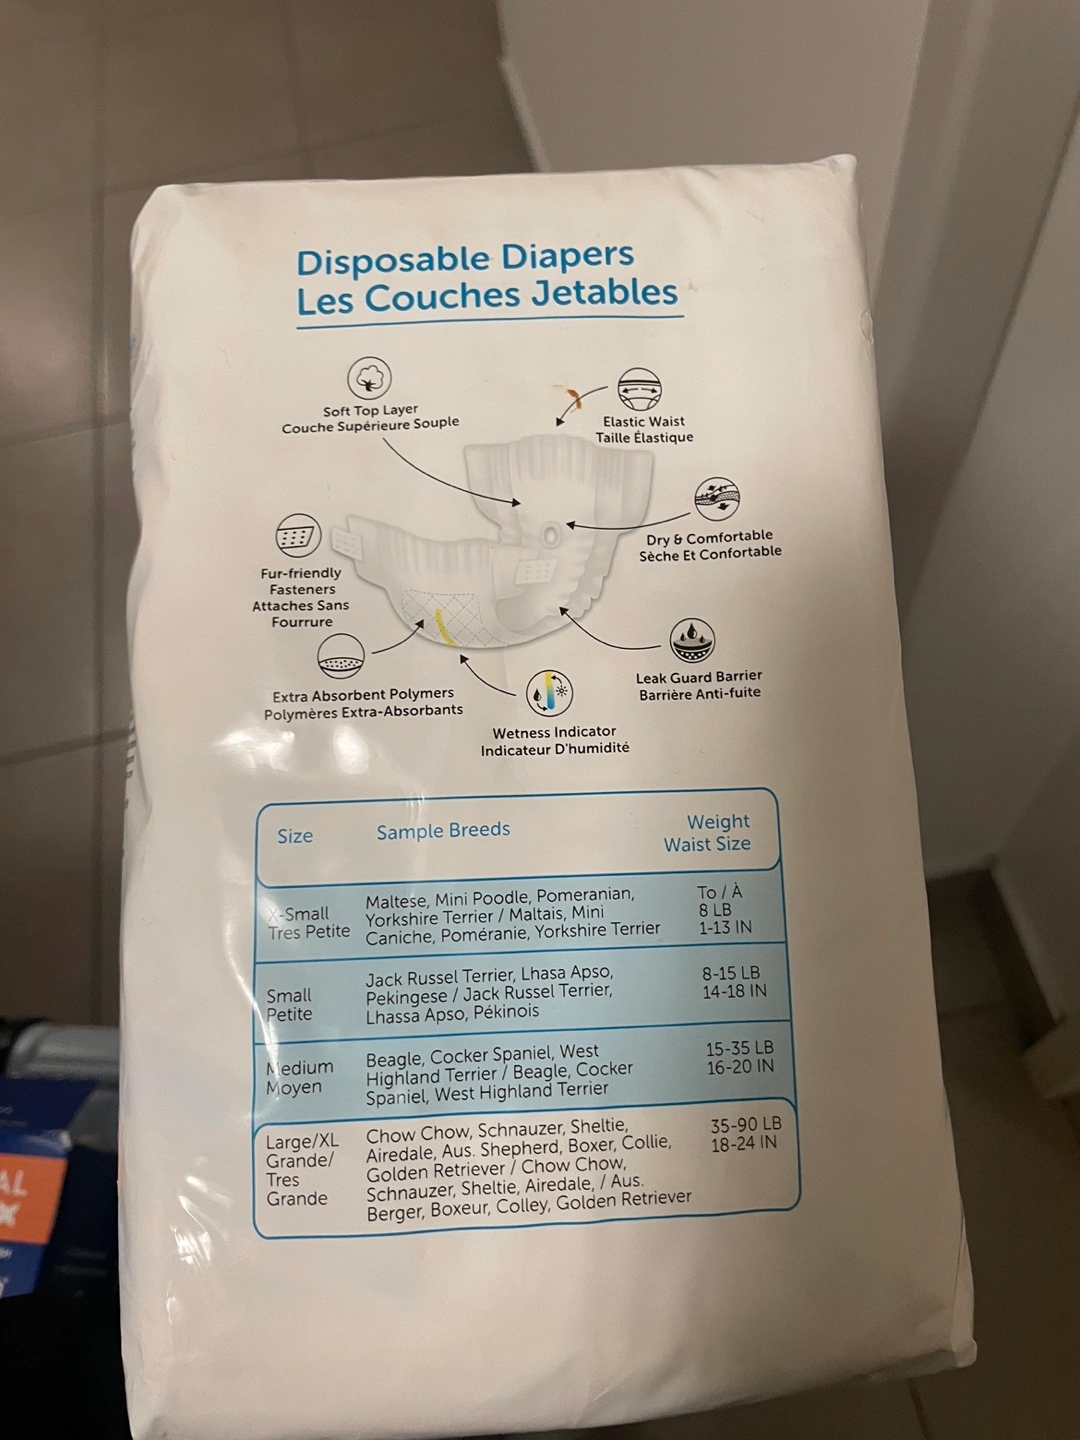 Disposable Diapers
Les Couches Jetables
Soft Top Layer
Couche Supérieure Souple
Elastic Waist
Taille Élastique
Dry & Comfortable
Sèche Et Confortable
Fur-friendly
Fasteners
Attaches Sans
Fourrure
Extra Absorbent Polymers
Polymères Extra-Absorbants
Leak Guard Barrier
Barrière Anti-fuite
Wetness Indicator
Indicateur D'humidité
Size
Sample Breeds
Weight
Waist Size
X-Small
Tres Petite
Maltese, Mini Poodle, Pomeranian,
Yorkshire Terrier / Maltais, Mini
Caniche, Poméranie, Yorkshire Terrier
To / À
8 LB
1-13 IN
Small
Petite
Jack Russel Terrier, Lhasa Apso,
Pekingese / Jack Russel Terrier,
Lhassa Apso, Pékinois
8-15 LB
14-18 IN
Medium
Moyen
Beagle, Cocker Spaniel, West
Highland Terrier / Beagle, Cocker
Spaniel, West Highland Terrier
15-35 LB
16-20 IN
Large/XL
Grande/
Tres
Grande
Chow Chow, Schnauzer, Sheltie,
Airedale, Aus. Shepherd, Boxer, Collie,
Golden Retriever / Chow Chow,
Schnauzer, Sheltie, Airedale, / Aus.
Berger, Boxeur, Colley, Golden Retriever
35-90 LB
18-24 IN
AL
X